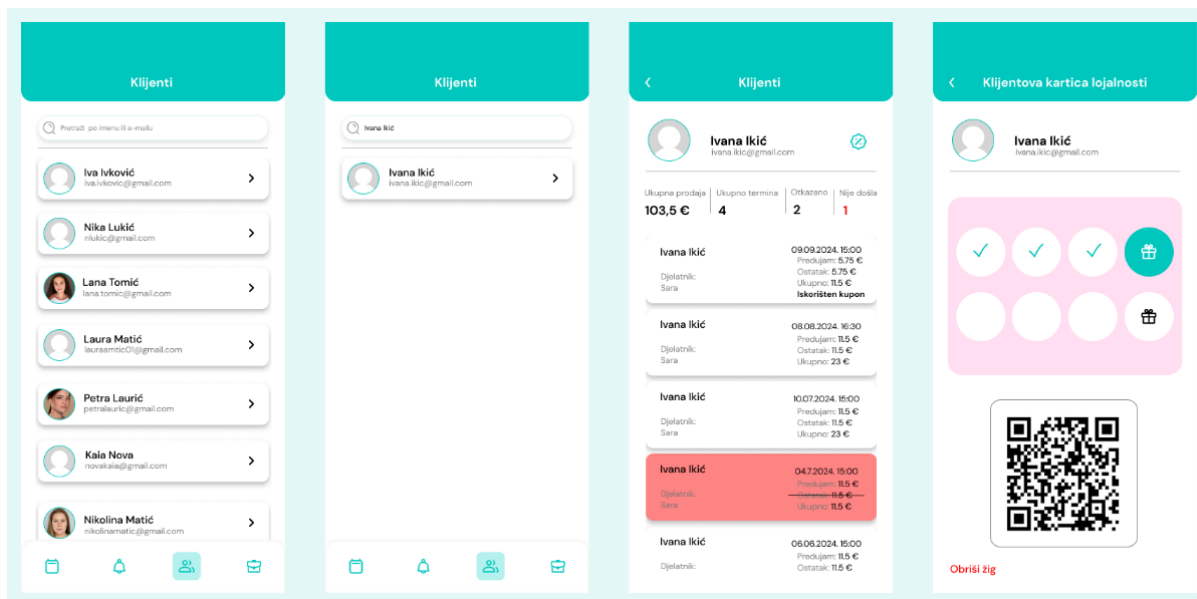 Klijenti
Pretraži po imenu ili e-mailu
Iva Ivković
iva.ivkovic@gmail.com
Nika Lukić
nlukic@gmail.com
Lana Tomić
lana.tomic@gmail.com
Laura Matić
lauraamtic01@gmail.com
Petra Laurić
petralauric@gmail.com
Kaia Nova
novakaia@gmail.com
Nikolina Matić
nikolinamatic@gmail.com
Klijenti
Ivana Ikić
Ivana Ikić
ivana.ikic@gmail.com
Klijenti
Ivana Ikić
ivana.ikic@gmail.com
Ukupna prodaja Ukupno termina Otkazano Nije došla
103,5 € 4 2 1
Ivana Ikić 09.09.2024. 15:00
Predujam: 5.75 €
Djelatnik: Ostatak: 5.75 €
Sara Ukupno: 11.5 €
Iskorišten kupon
Ivana Ikić 08.08.2024. 16:30
Predujam: 11.5 €
Djelatnik: Ostatak: 11.5 €
Sara Ukupno: 23 €
Ivana Ikić 10.07.2024. 15:00
Predujam: 11.5 €
Djelatnik: Ostatak: 11.5 €
Sara Ukupno: 23 €
Ivana Ikić 04.7.2024. 15:00
Predujam: 11.5 €
Djelatnik: Ostatak: 11.5 €
Sara Ukupno: 11.5 €
Ivana Ikić 06.06.2024. 15:00
Predujam: 11.5 €
Djelatnik: Ostatak: 11.5 €
Klijentova kartica lojalnosti
Ivana Ikić
ivana.ikic@gmail.com
Obriši žig